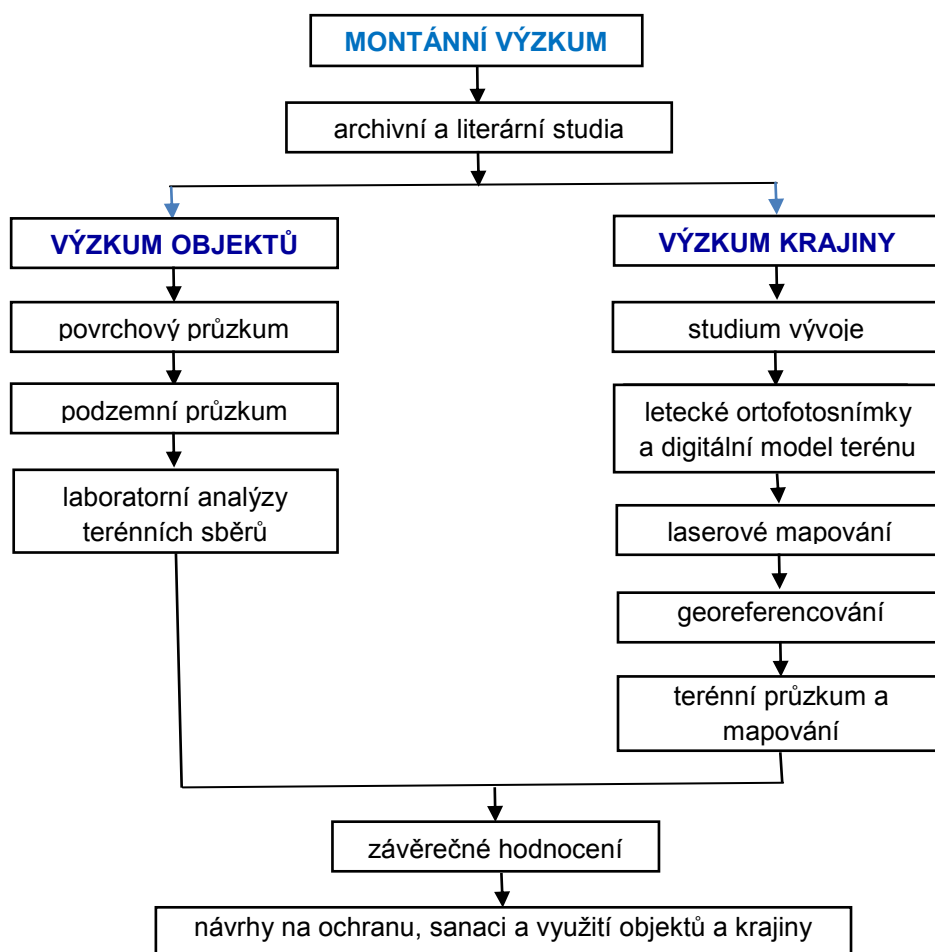 MONTÁNNÍ VÝZKUM
archivní a literární studia
VÝZKUM OBJEKTŮ
povrchový průzkum
podzemní průzkum
laboratorní analýzy
terénních sběrů
VÝZKUM KRAJINY
studium vývoje
letecké ortofotosnímky
a digitální model terénu
laserové mapování
georeferencování
terénní průzkum a
mapování
závěrečné hodnocení
návrhy na ochranu, sanaci a využití objektů a krajiny